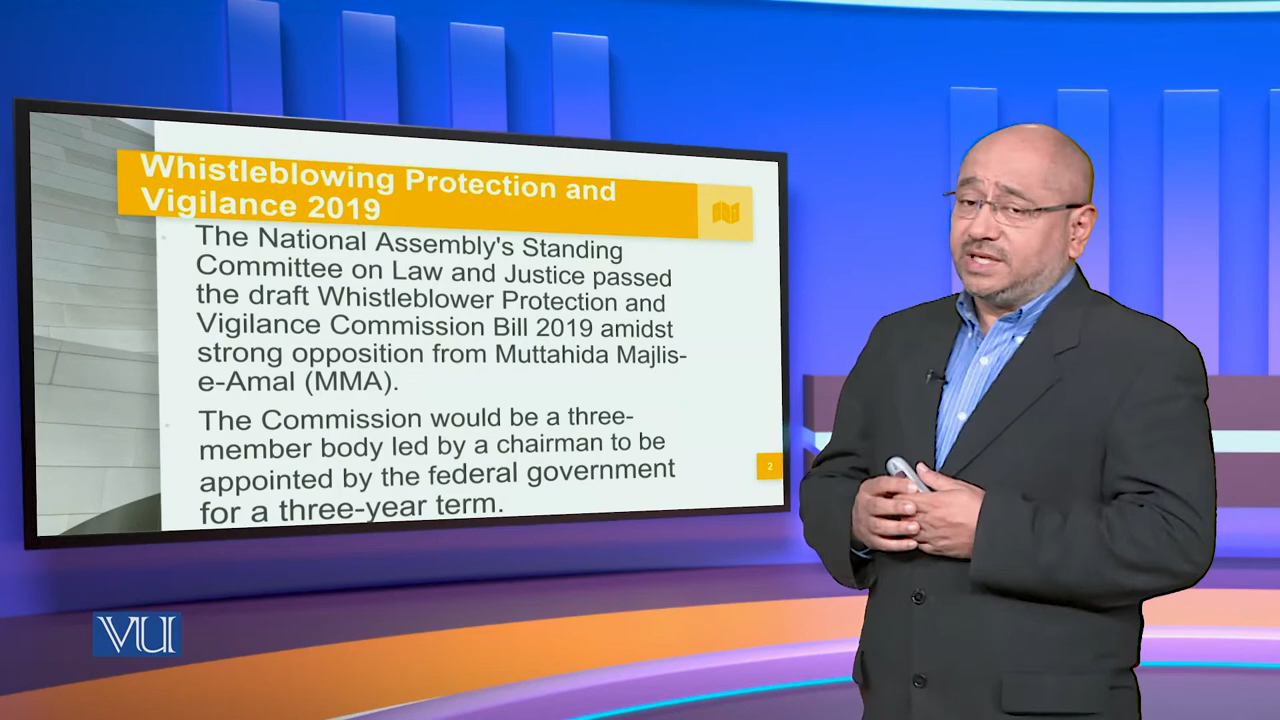 Whistleblowing Protection and
Vigilance 2019
The National Assembly's Standing
Committee on Law and Justice passed
the draft Whistleblower Protection and
Vigilance Commission Bill 2019 amidst
strong opposition from Muttahida Majlis-
e-Amal (MMA).
The Commission would be a three-
member body led by a chairman to be
appointed by the federal government
for a three-year term.
2
VU